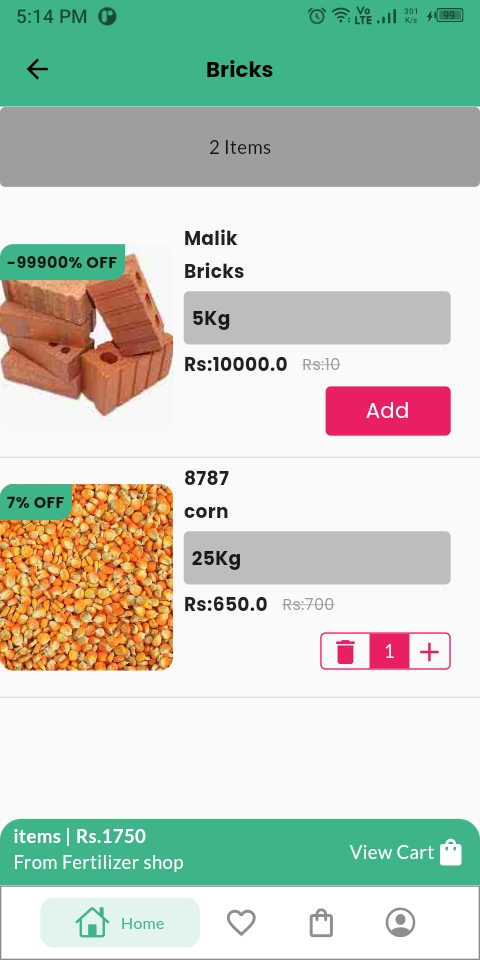 5:14 PM
Vo
LTE
301
K/s
99
Bricks
2 Items
-99900% OFF
Malik
Bricks
5Kg
Rs:10000.0 Rs:10
Add
7% OFF
8787
corn
25Kg
Rs:650.0 Rs:700
1
items | Rs.1750
From Fertilizer shop
View Cart
Home